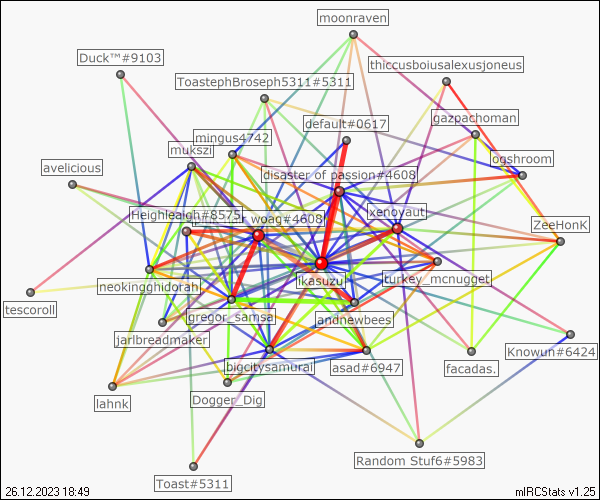 moonraven
Duck™#9103
thiccusboiusalexusjoneus
ToastephBroseph5311#5311
gazpachoman
default#0617
mingus4742
mukszi
ogshroom
avelicious
disaster of passion#4608
xenoyaut
Heighleaigh#8575
woag#4608
ZeeHonK
ikasuzu
turkey_mcnugget
neokingghidorah
tescoroll
gregor_samsa
andnewbees
jarlbreadmaker
Knowun#6424
bigcitysamurai
asad#6947
facadas.
Dogger_Dig
lahnk
Random Stuf6#5983
Toast#5311
26.12.2023 18:49
mIRCStats v1.25